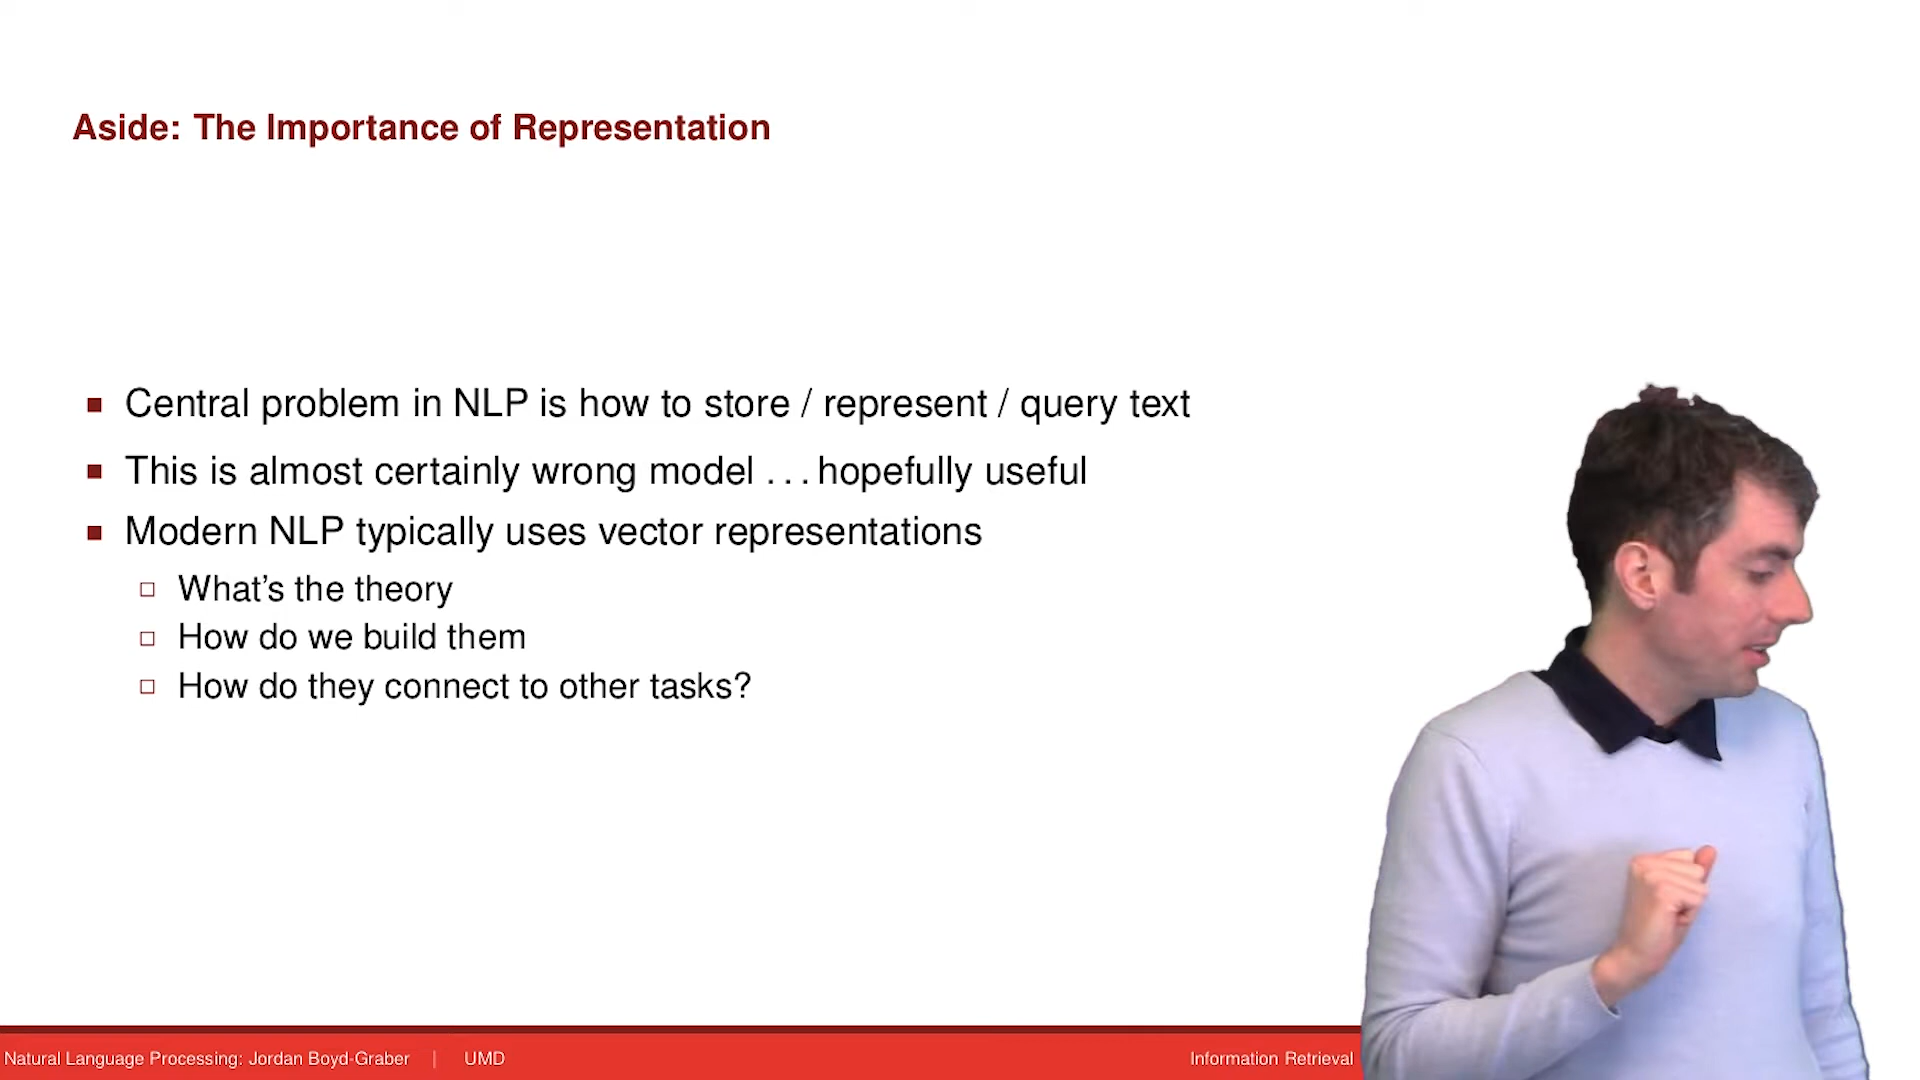 Aside: The Importance of Representation
Central problem in NLP is how to store / represent / query text
This is almost certainly wrong model ... hopefully useful
Modern NLP typically uses vector representations
What's the theory
How do we build them
How do they connect to other tasks?
Natural Language Processing: Jordan Boyd-Graber | UMD
Information Retrieval